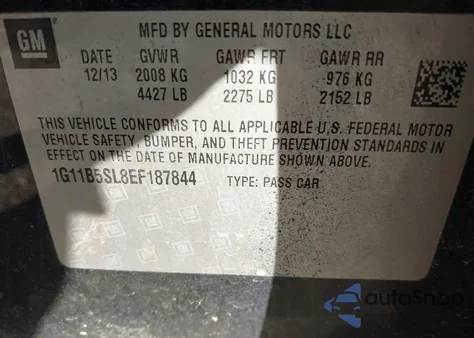 GM
MFD BY GENERAL MOTORS LLC
DATE GVWR GAWR FRT GAWR RR
12/13 2008 KG 1032 KG 976 KG
4427 LB 2275 LB 2152 LB
THIS VEHICLE CONFORMS TO ALL APPLICABLE U.S. FEDERAL MOTOR
VEHICLE SAFETY, BUMPER, AND THEFT PREVENTION STANDARDS IN
EFFECT ON THE DATE OF MANUFACTURE SHOWN ABOVE.
1G11B5SL8EF187844 TYPE: PASS CAR
autoSnap